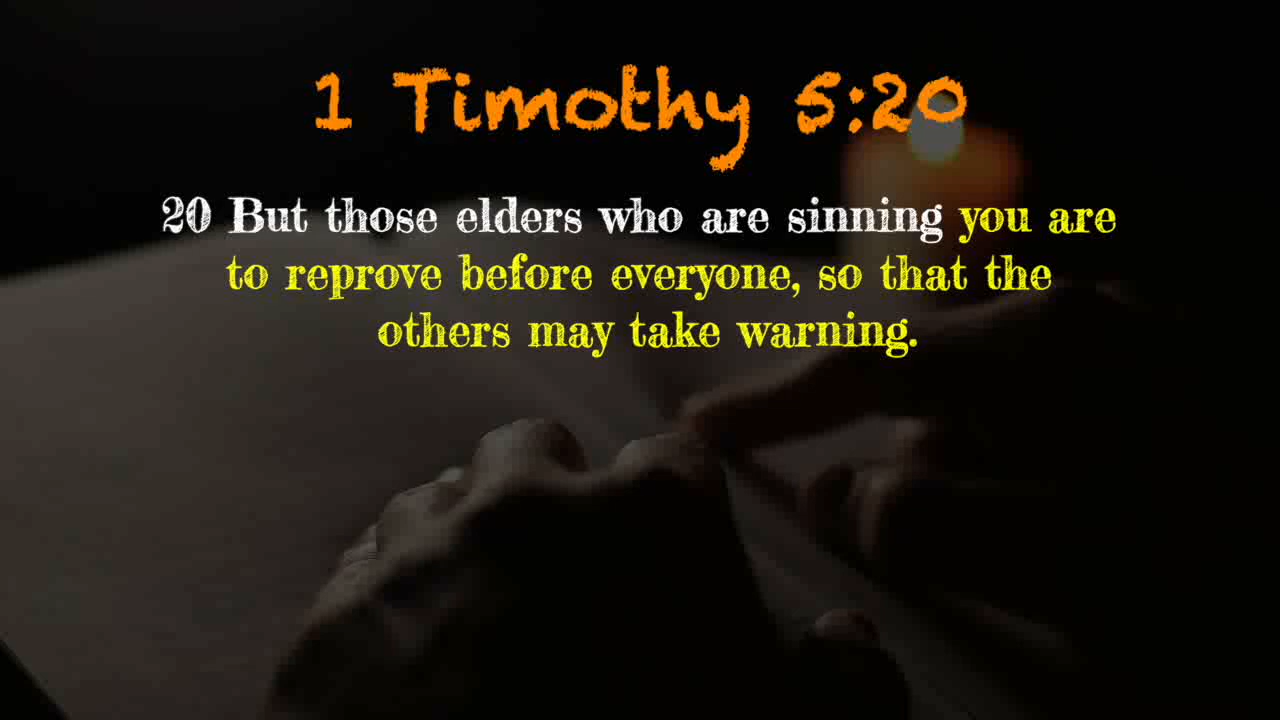 1 Timothy 5:20
20 But those elders who are sinning you are
to reprove before everyone, so that the
others may take warning.